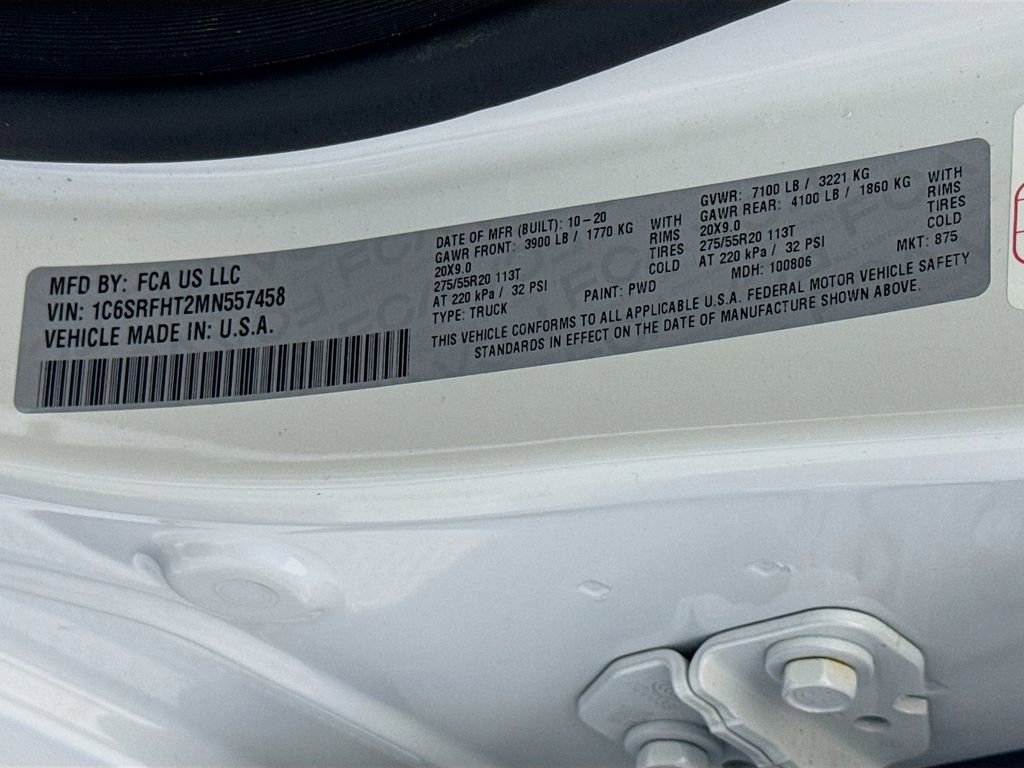 MFD BY: FCA US LLC
VIN: 1C6SRFHT2MN557458
VEHICLE MADE IN: U.S.A.
DATE OF MFR (BUILT): 10-20
GAWR FRONT: 3900 LB / 1770 KG WITH
20X9.0 RIMS
275/55R20 113T TIRES
AT 220 kPa / 32 PSI COLD
TYPE: TRUCK PAINT: PWD
GVWR: 7100 LB / 3221 KG
GAWR REAR: 4100 LB / 1860 KG WITH
20X9.0 RIMS
275/55R20 113T TIRES
AT 220 kPa / 32 PSI COLD
MDH: 100806 MKT: 875
THIS VEHICLE CONFORMS TO ALL APPLICABLE U.S.A. FEDERAL MOTOR VEHICLE SAFETY
STANDARDS IN EFFECT ON THE DATE OF MANUFACTURE SHOWN ABOVE.